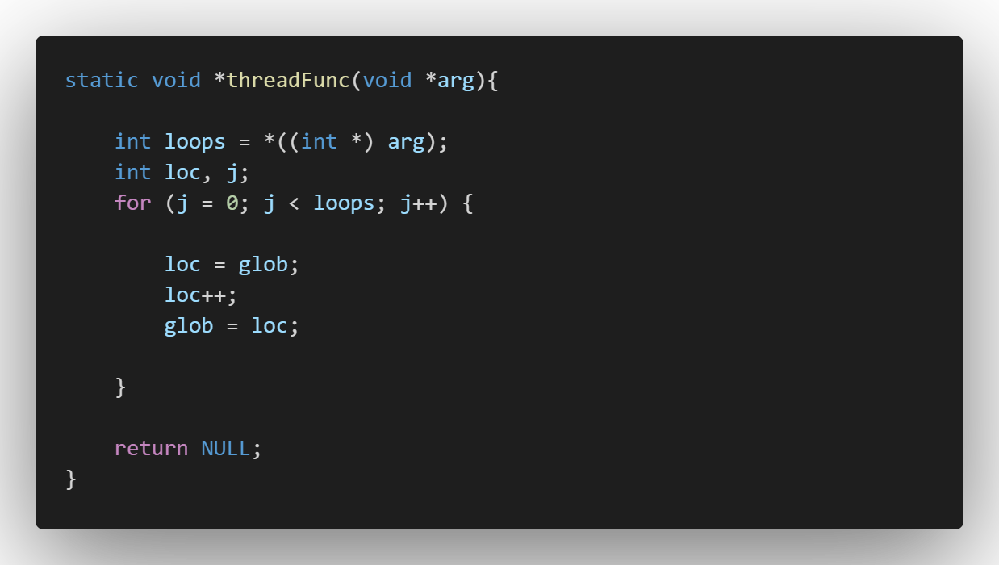 static void *threadFunc(void *arg){
int loops = *((int *) arg);
int loc, j;
for (j = 0; j < loops; j++) {
loc = glob;
loc++;
glob = loc;
}
return NULL;
}